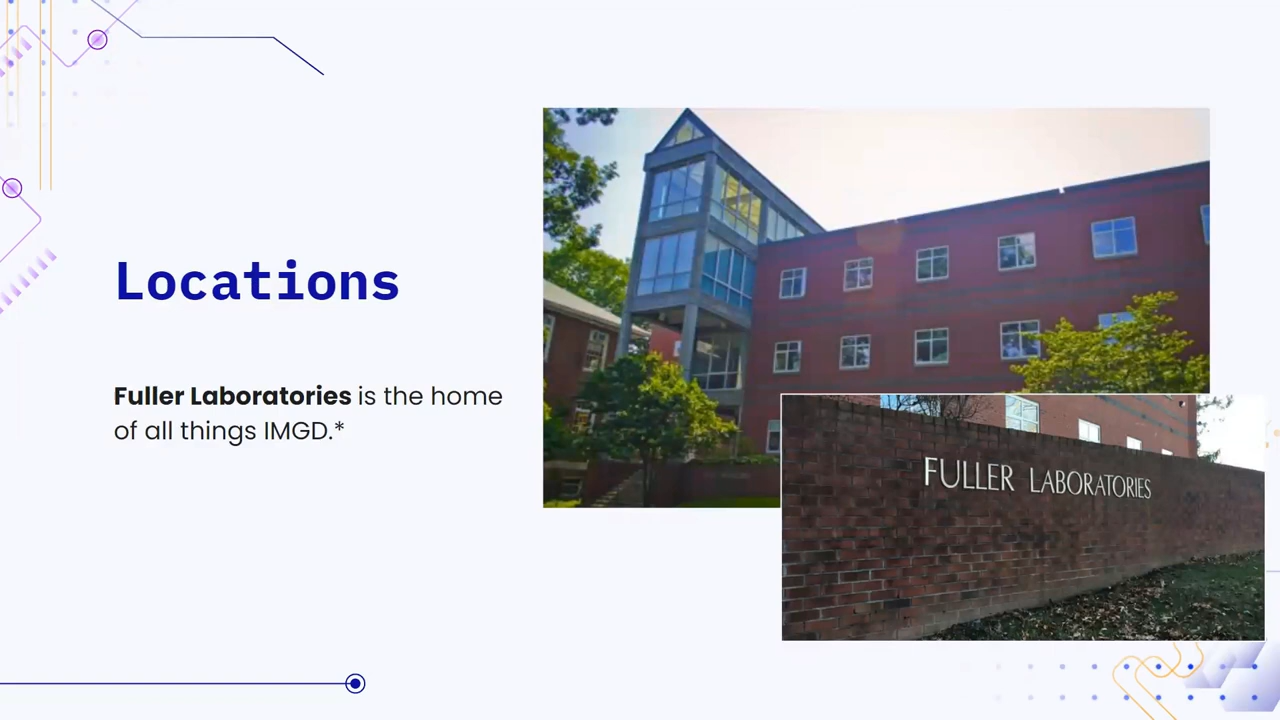 Locations
Fuller Laboratories is the home
of all things IMGD.*
FULLER LABORATORIES